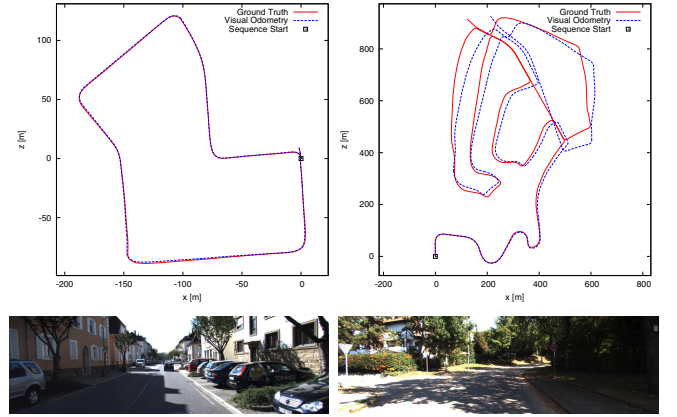 Ground Truth
Visual Odometry
Sequence Start
100
50
0
-50
z [m]
-200
-150
-100
-50
0
x [m]
Ground Truth
Visual Odometry
Sequence Start
800
600
400
200
0
z [m]
-200
0
200
400
600
800
x [m]